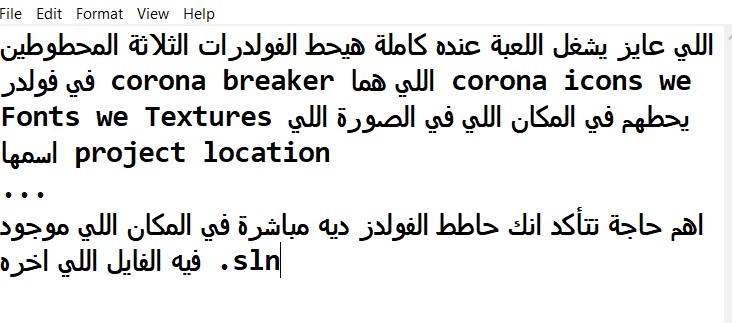 File Edit Format View Help
اللي عايز يشغل اللعبة عنده كاملة هيحط الفولدرات الثلاثة المحطوطين
في فولدر corona breaker اللي هما corona icons we
Fonts we Textures يحطهم في المكان اللي في الصورة اللي
اسمها project location
...
اهم حاجة تتأكد انك حاطط الفولدز ديه مباشرة في المكان اللي موجود
فيه الفايل اللي اخره .sln